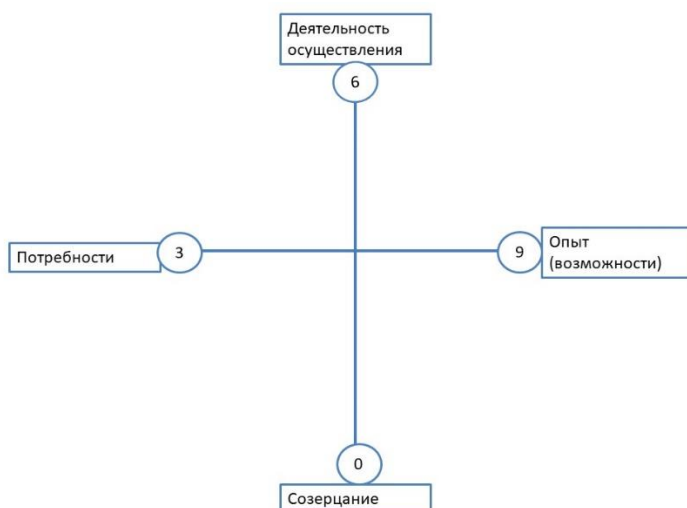 Деятельность
осуществления
6
Потребности
3
9
Опыт
(возможности)
0
Созерцание